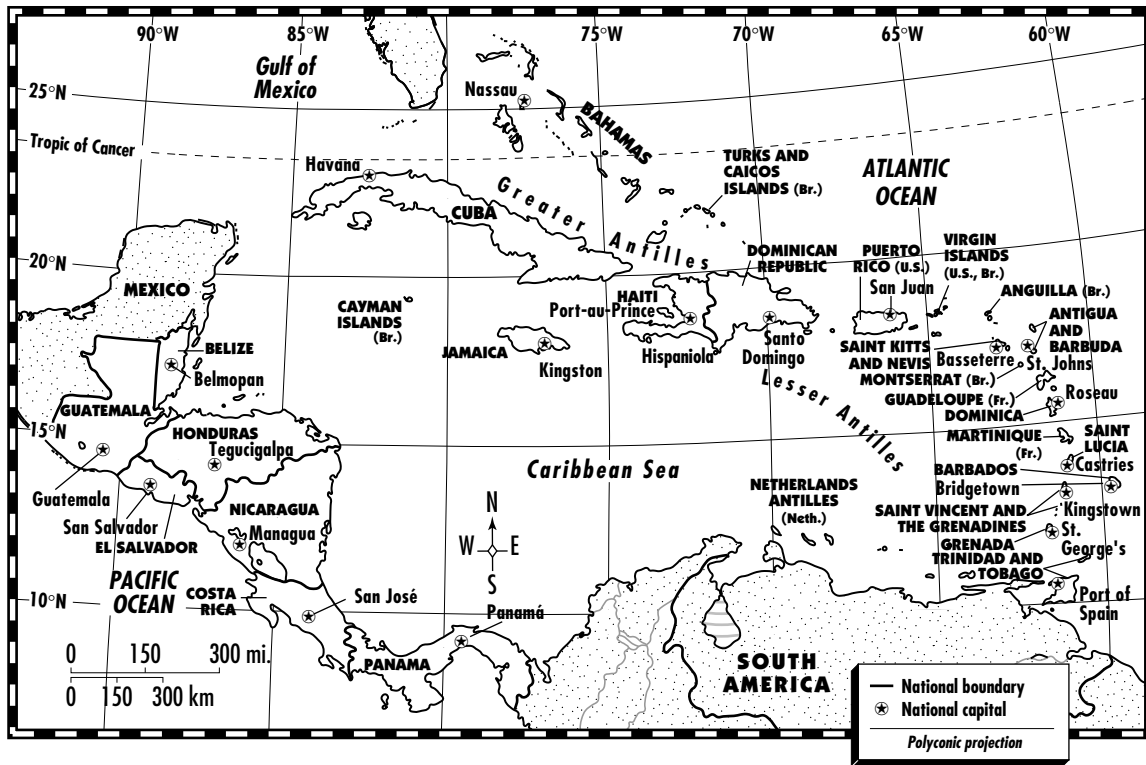 90°W
75°W
70°W
65°W
60°W
25°N
20°N
15°N
10°N
Tropic of Cancer
Gulf of
Mexico
Nassau
BAHAMAS
Havana
CUBA
Greater Antilles
TURKS AND
CAICOS
ISLANDS (Br.)
ATLANTIC
OCEAN
MEXICO
CAYMAN
ISLANDS
(Br.)
JAMAICA
Kingston
HAITI
Port-au-Prince
Hispaniola
DOMINICAN
REPUBLIC
Santo
Domingo
PUERTO
RICO (U.S.)
San Juan
VIRGIN
ISLANDS
(U.S., Br.)
ANGUILLA (Br.)
ANTIGUA
AND
BARBUDA
St. Johns
SAINT KITTS
AND NEVIS
Basseterre
MONTSERRAT (Br.)
GUADELOUPE (Fr.)
Roseau
DOMINICA
MARTINIQUE
(Fr.)
SAINT
LUCIA
Castries
BARBADOS
Bridgetown
SAINT VINCENT AND
THE GRENADINES
Kingstown
GRENADA
St.
George's
TRINIDAD AND
TOBAGO
Port of
Spain
Lesser Antilles
NETHERLANDS
ANTILLES
(Neth.)
Caribbean Sea
BELIZE
Belmopan
GUATEMALA
Guatemala
HONDURAS
Tegucigalpa
San Salvador
EL SALVADOR
NICARAGUA
Managua
COSTA
RICA
San José
PANAMA
Panamá
PACIFIC
OCEAN
SOUTH
AMERICA
N
W E
S
0 150 300 mi.
0 150 300 km
National boundary
National capital
Polyconic projection